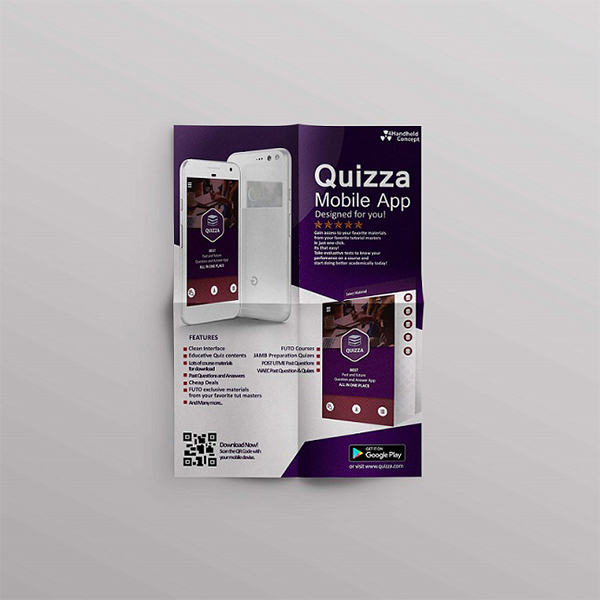 Handheld
Concept
Quizza
Mobile App
Designed for you!
Gain assess to your favorite materials
from your favorite tutorial masters
in just one click.
Its that easy!
Take evalutive tests to know your
perfomance on a course and
start doing better academically today!
QUIZZA
BEST
Past and Future
Question and Answer App
ALL IN ONE PLACE
Select Material
QUIZZA
BEST
Past and Future
Question and Answer App
ALL IN ONE PLACE
FEATURES
Clean Interface
Educative Quiz contents
Lots of course materials
for download
Past Questions and Answers
Cheap Deals
FUTO exclusive materials
from your favorite tut masters
And Many more..
FUTO Courses
JAMB Preparation Quizes
POST UTME Past Questions
WAEC Past Question & Quizes
Download Now!
Scan the QR Code with
your mobile devise.
GET IT ON
Google Play
or visit www.quizza.com